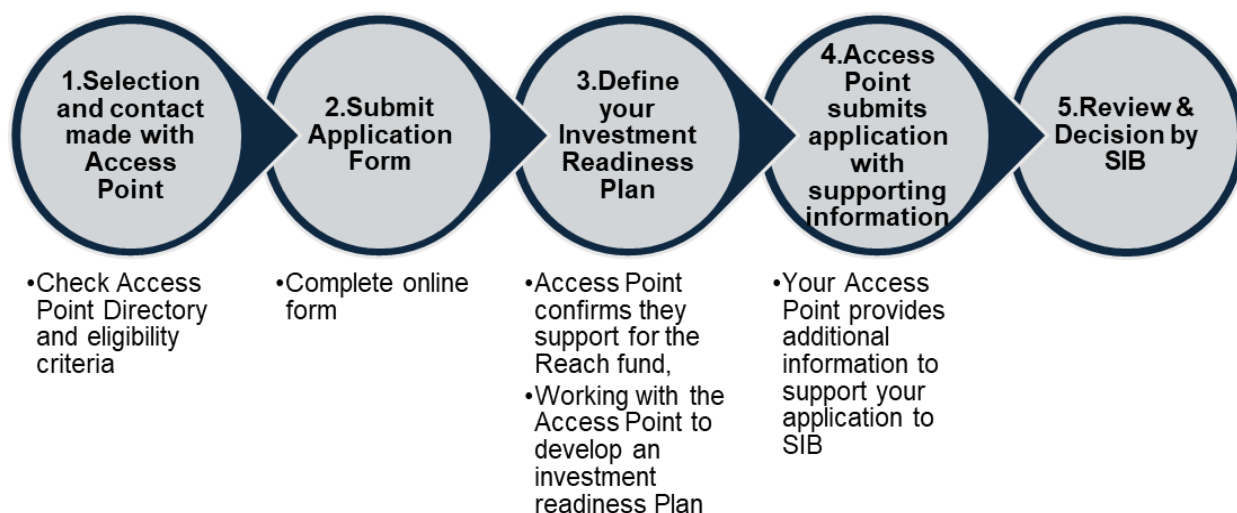 1.Selection
and contact
made with
Access
Point
2.Submit
Application
Form
3.Define
your
Investment
Readiness
Plan
4.Access
Point
submits
application
with
supporting
information
5.Review &
Decision by
SIB
•Check Access
Point Directory
and eligibility
criteria
•Complete online
form
•Access Point
confirms they
support for the
Reach fund,
•Working with the
Access Point to
develop an
investment
readiness Plan
•Your Access
Point provides
additional
information to
support your
application to
SIB